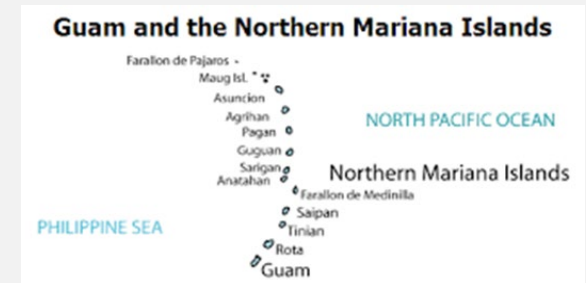 Guam and the Northern Mariana Islands
Farallon de Pajaros
Maug Isl.
Asuncion
Agrihan
NORTH PACIFIC OCEAN
Pagan
Guguan
Sarigan
Northern Mariana Islands
Anatahan
Farallon de Medinilla
Saipan
PHILIPPINE SEA
Tinian
Rota
Guam